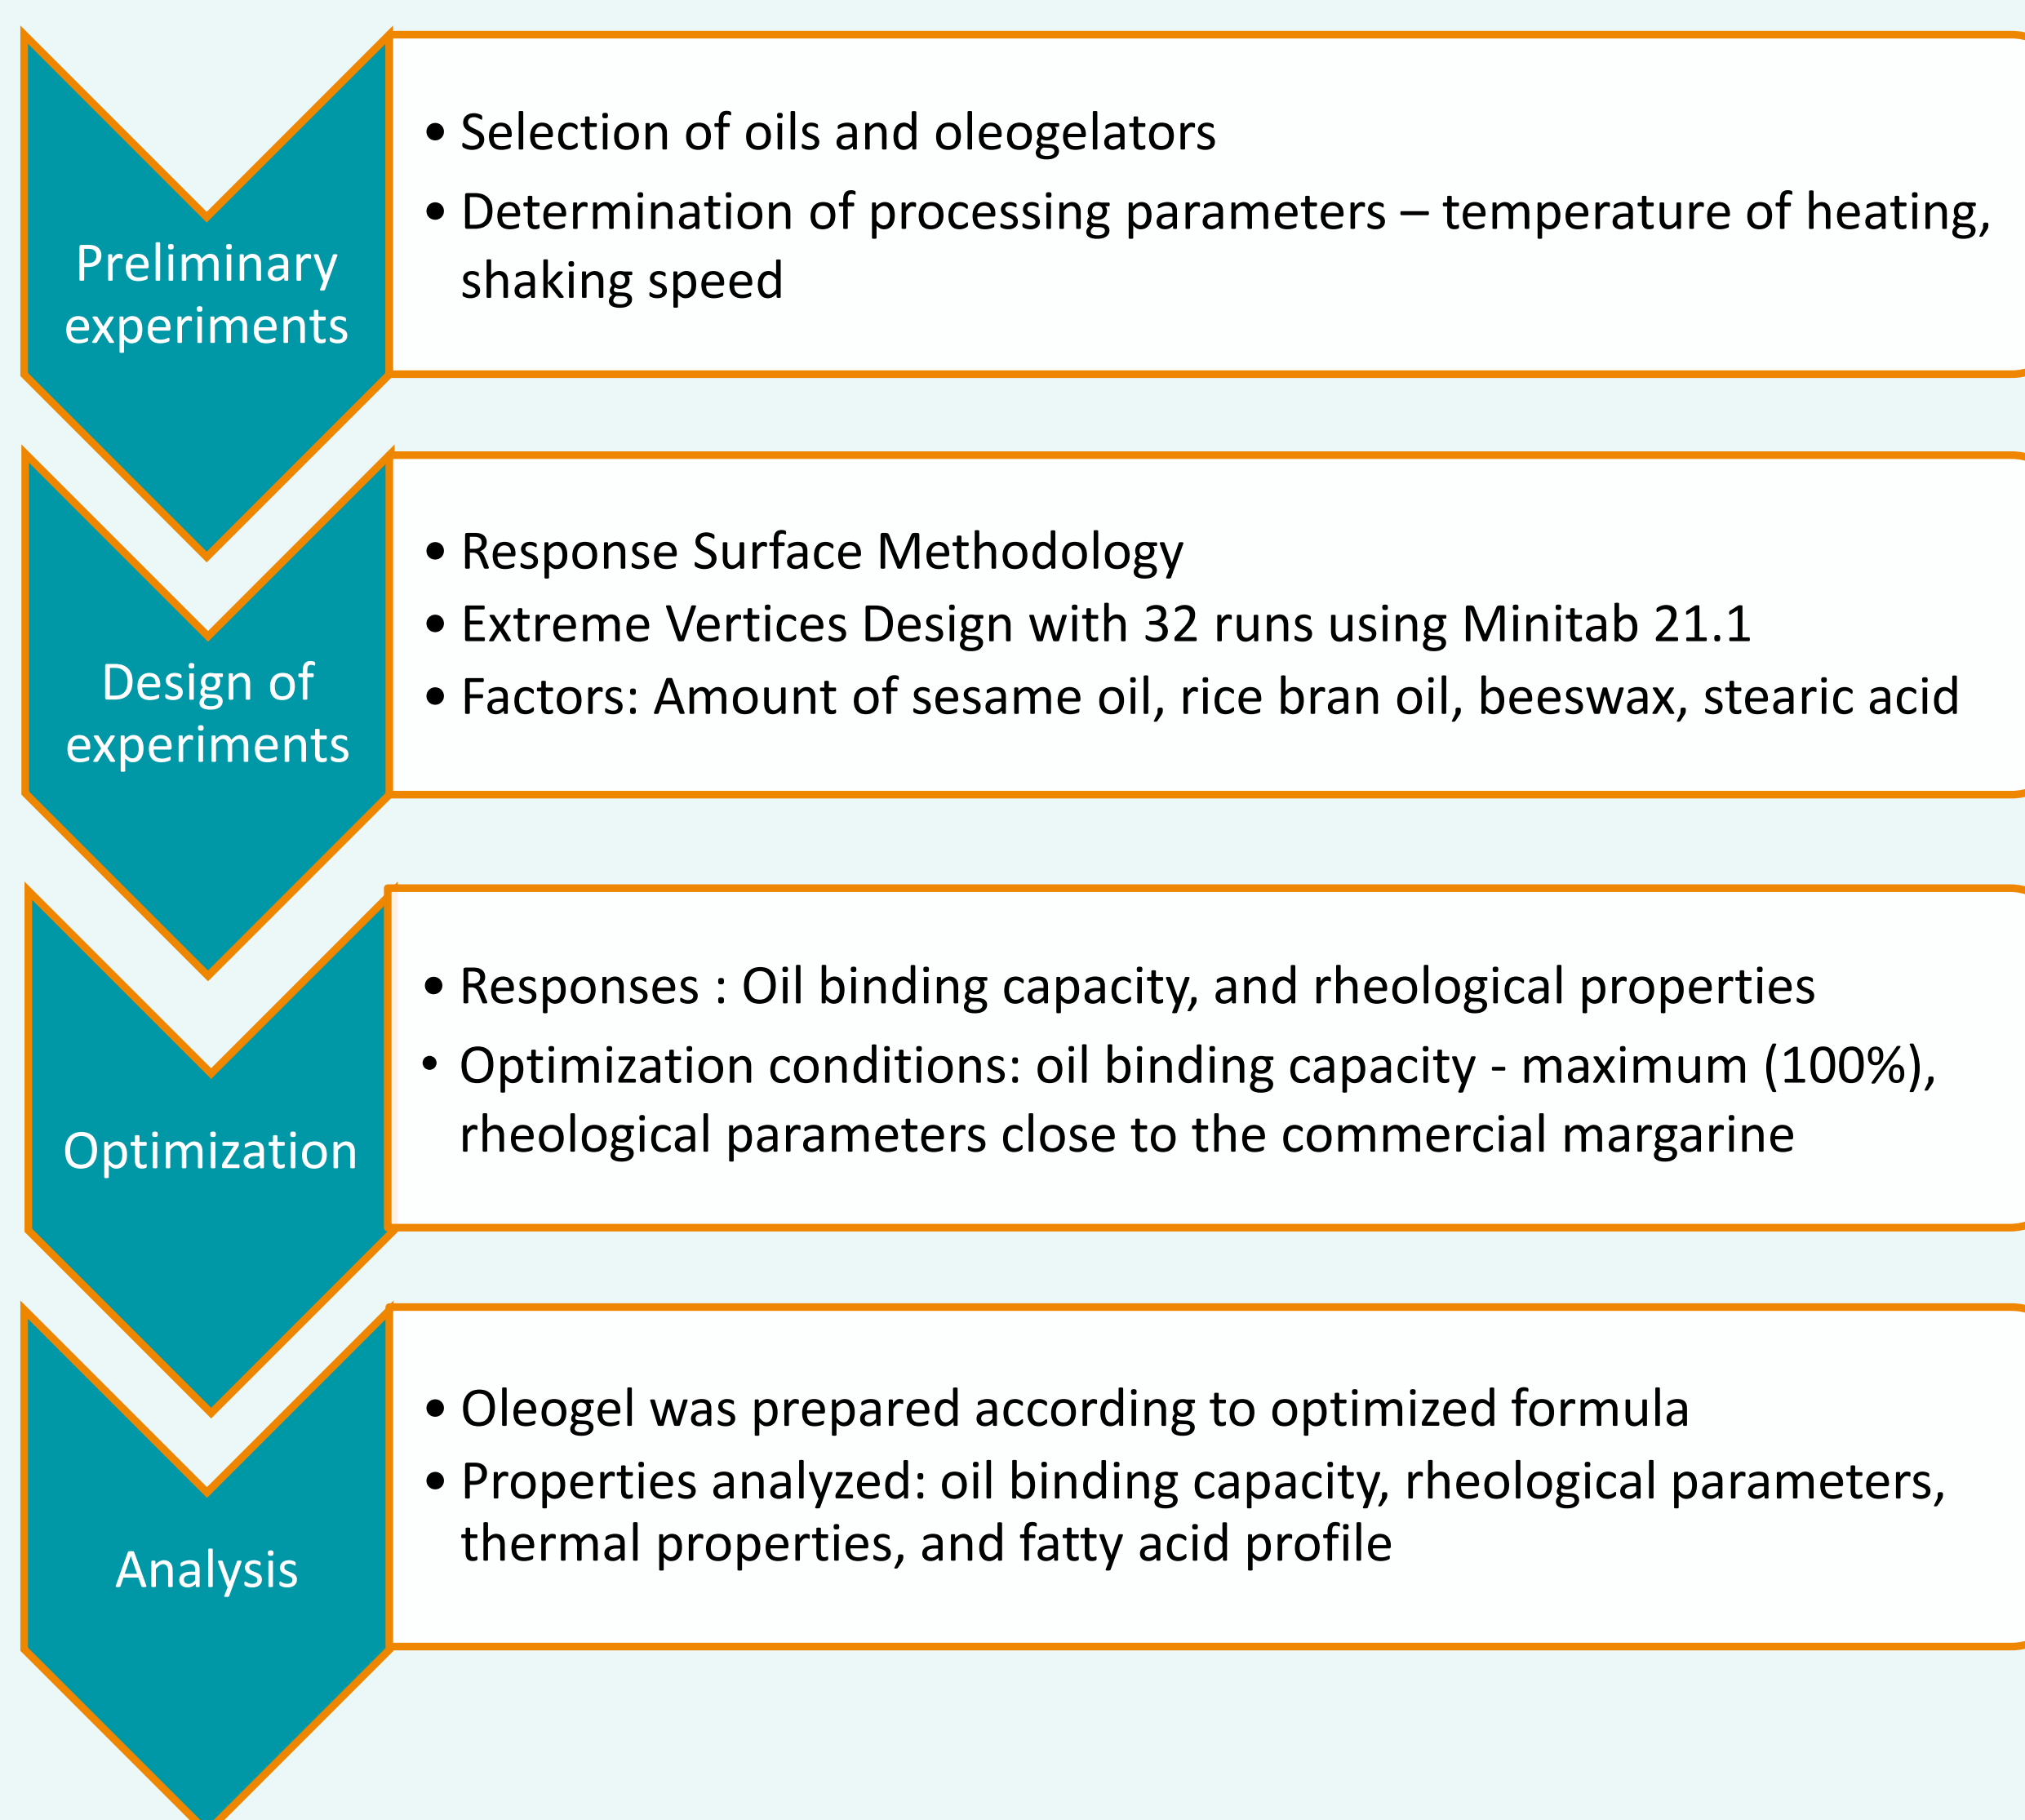 Preliminary
experiments
• Selection of oils and oleogelators
• Determination of processing parameters – temperature of heating,
shaking speed
Design of
experiments
• Response Surface Methodology
• Extreme Vertices Design with 32 runs using Minitab 21.1
• Factors: Amount of sesame oil, rice bran oil, beeswax, stearic acid
Optimization
• Responses : Oil binding capacity, and rheological properties
• Optimization conditions: oil binding capacity - maximum (100%),
rheological parameters close to the commercial margarine
Analysis
• Oleogel was prepared according to optimized formula
• Properties analyzed: oil binding capacity, rheological parameters,
thermal properties, and fatty acid profile